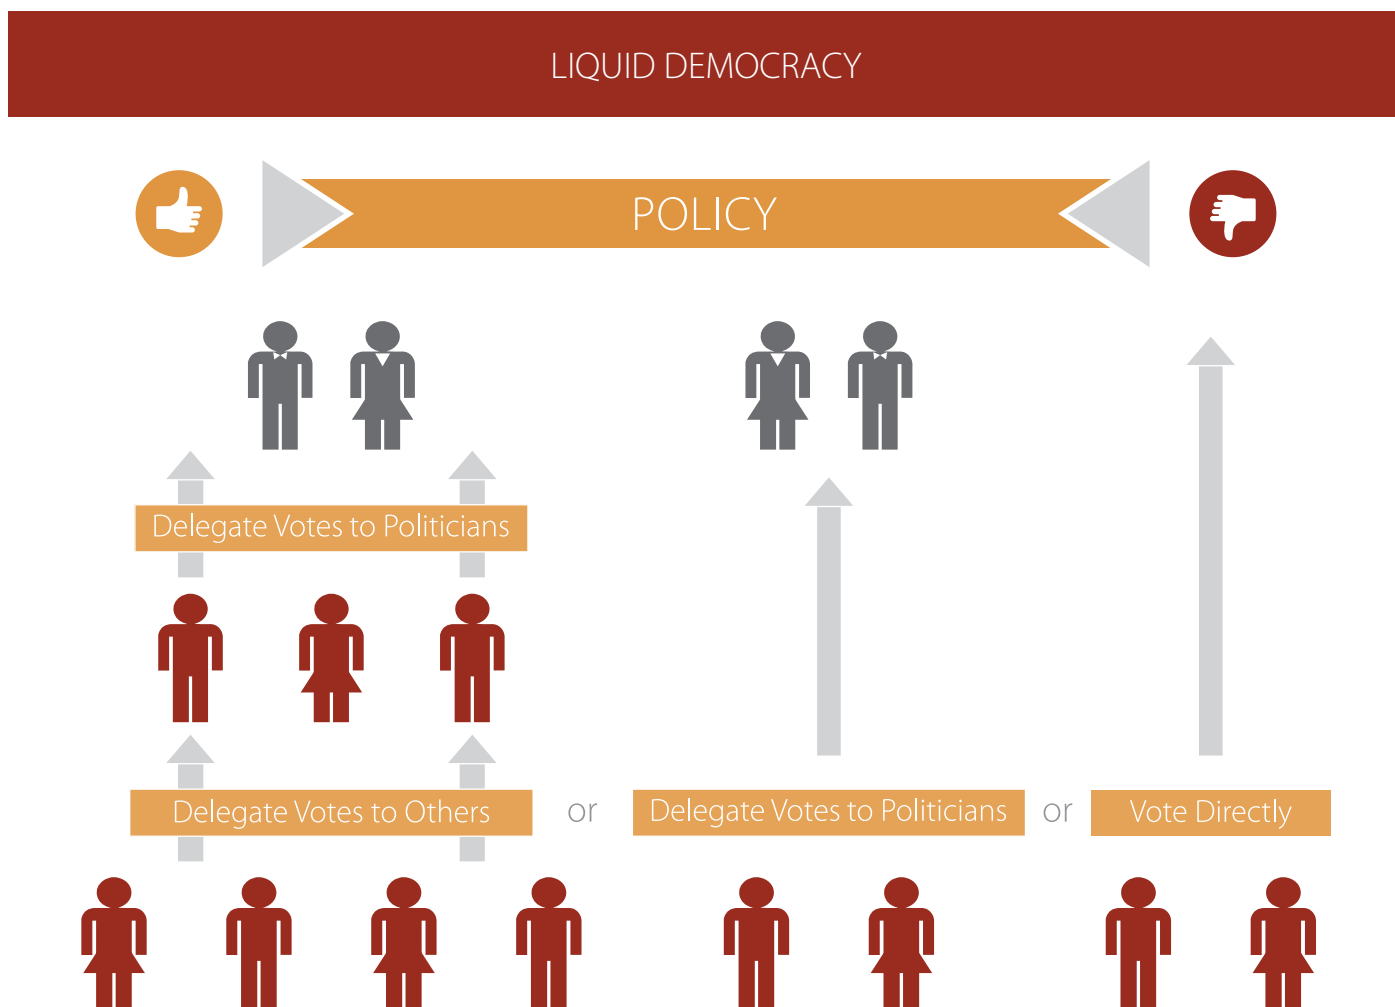 LIQUID DEMOCRACY
POLICY
Delegate Votes to Politicians
Delegate Votes to Others or Delegate Votes to Politicians or Vote Directly